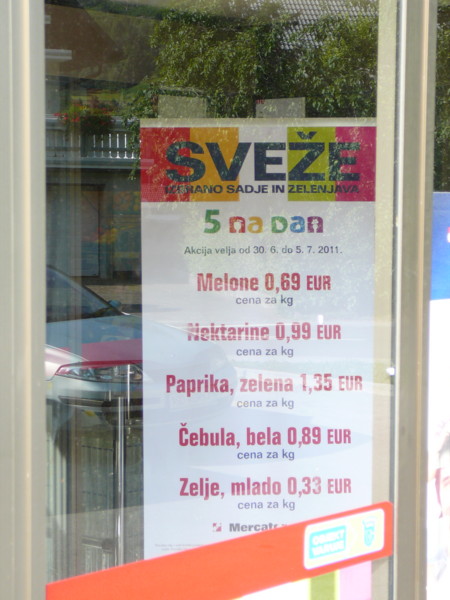 SVEŽE
IZBRANO SADJE IN ZELENJAVA
5 na Dan
Akcija velja od 30. 6. do 5. 7. 2011.
Melone 0,69 EUR
cena za kg
Nektarine 0,99 EUR
cena za kg
Paprika, zelena 1,35 EUR
cena za kg
Čebula, bela 0,89 EUR
cena za kg
Zelje, mlado 0,33 EUR
cena za kg